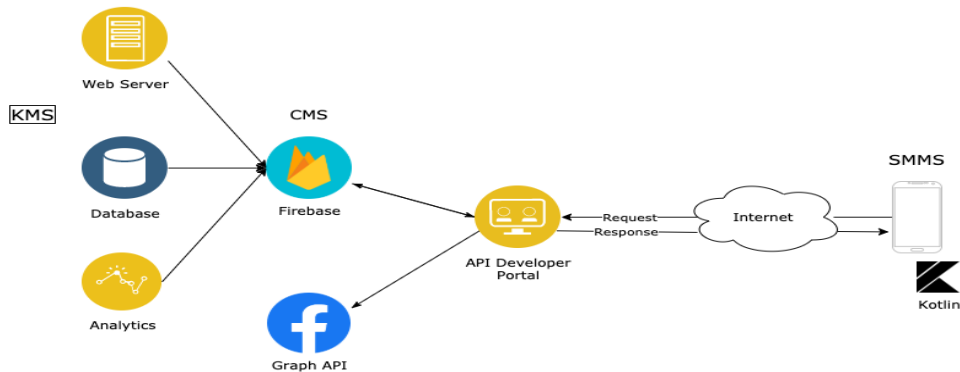 Web Server
KMS
CMS
SMMS
Database
Firebase
Request
Internet
Response
API Developer
Portal
Analytics
Kotlin
Graph API